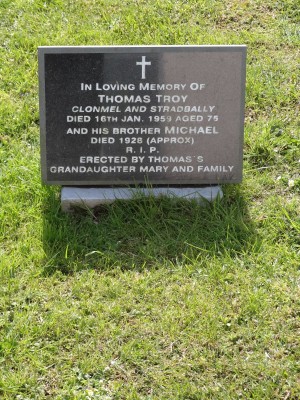 IN LOVING MEMORY OF
THOMAS TROY
CLONMEL AND STRADBALLY
DIED 16TH JAN. 1959 AGED 75
AND HIS BROTHER MICHAEL
DIED 1928 (APPROX)
R. I. P.
ERECTED BY THOMAS'S
GRANDAUGHTER MARY AND FAMILY